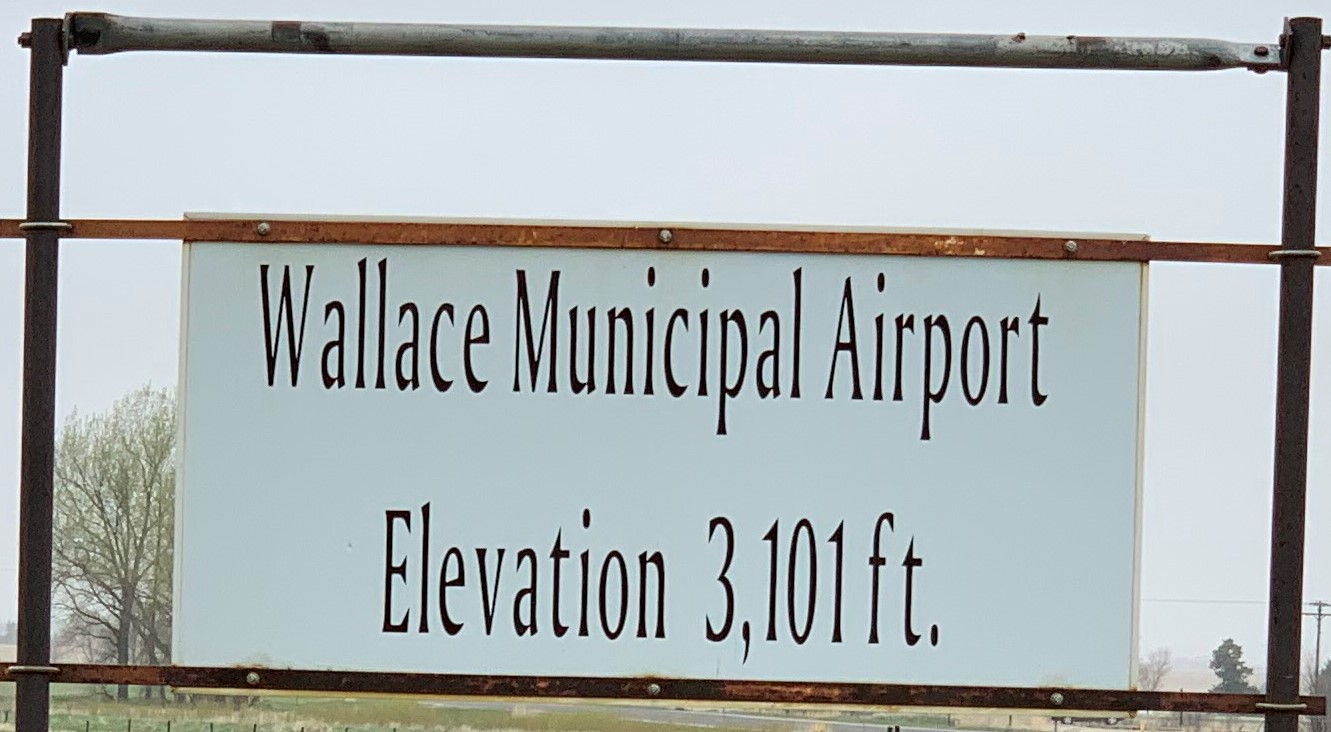 Wallace Municipal Airport
Elevation 3,101 ft.